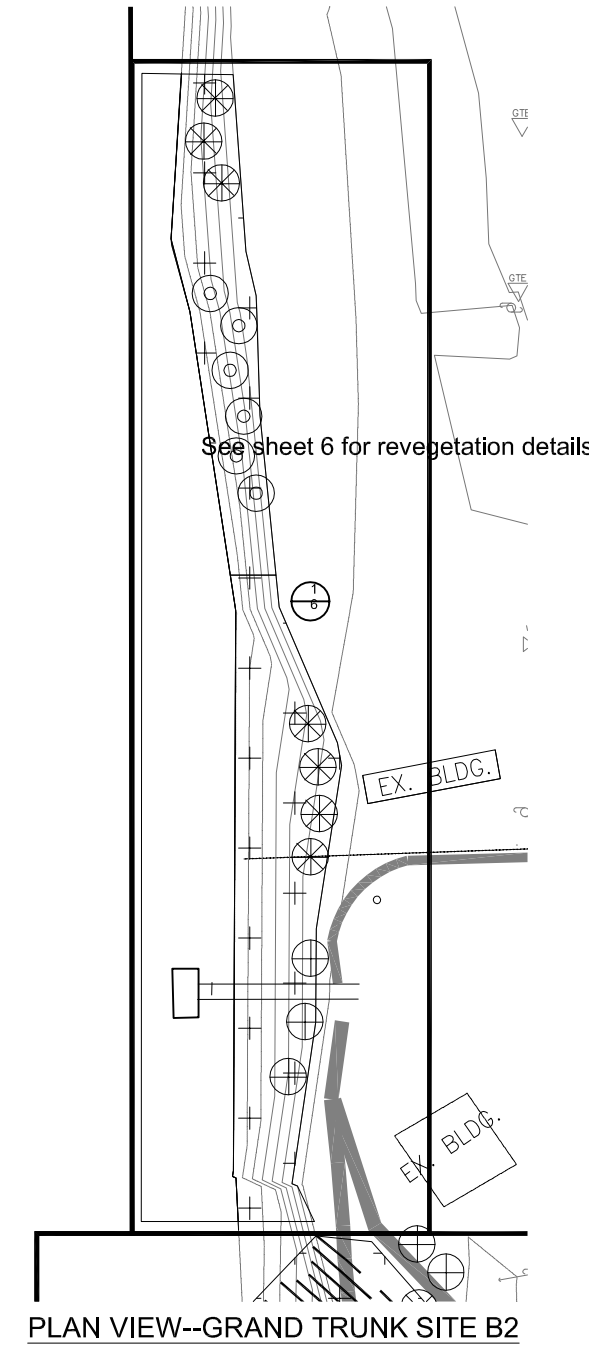 GTE
GTE
See sheet 6 for revegetation details
1
6
EX. BLDG.
EX. BLDG.
PLAN VIEW--GRAND TRUNK SITE B2